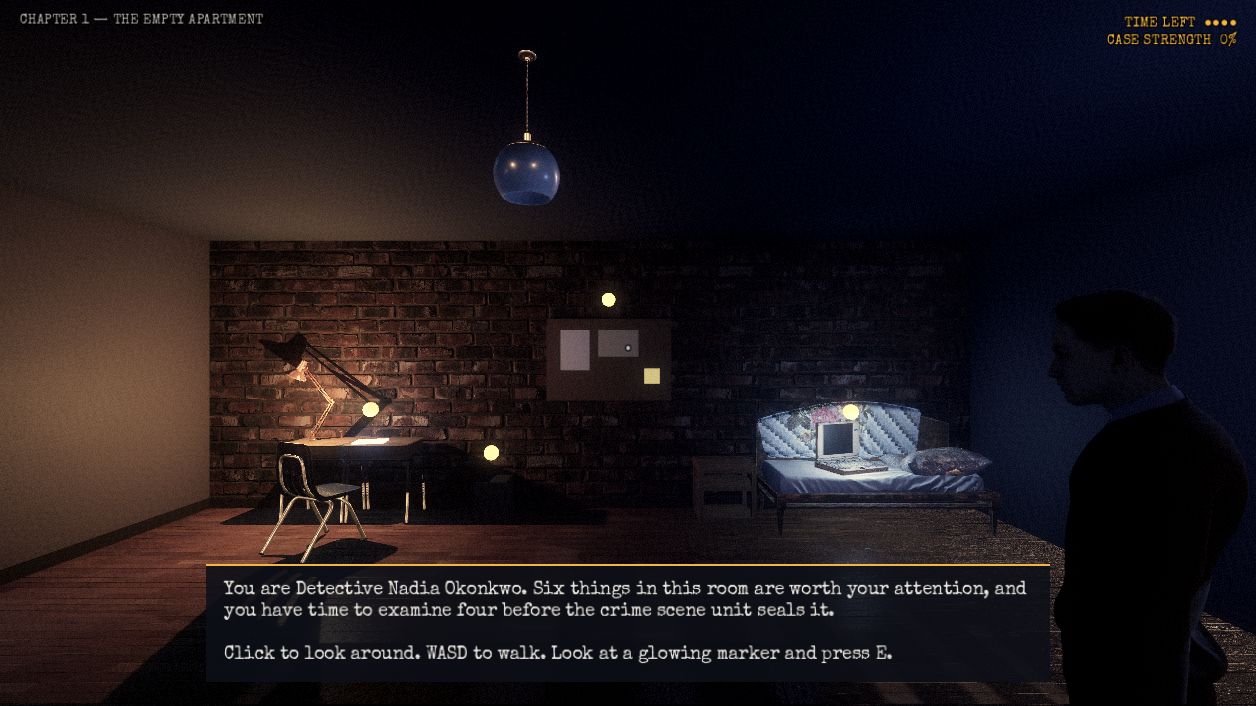 CHAPTER 1 — THE EMPTY APARTMENT
TIME LEFT ●●●●
CASE STRENGTH 0%
You are Detective Nadia Okonkwo. Six things in this room are worth your attention, and
you have time to examine four before the crime scene unit seals it.
Click to look around. WASD to walk. Look at a glowing marker and press E.